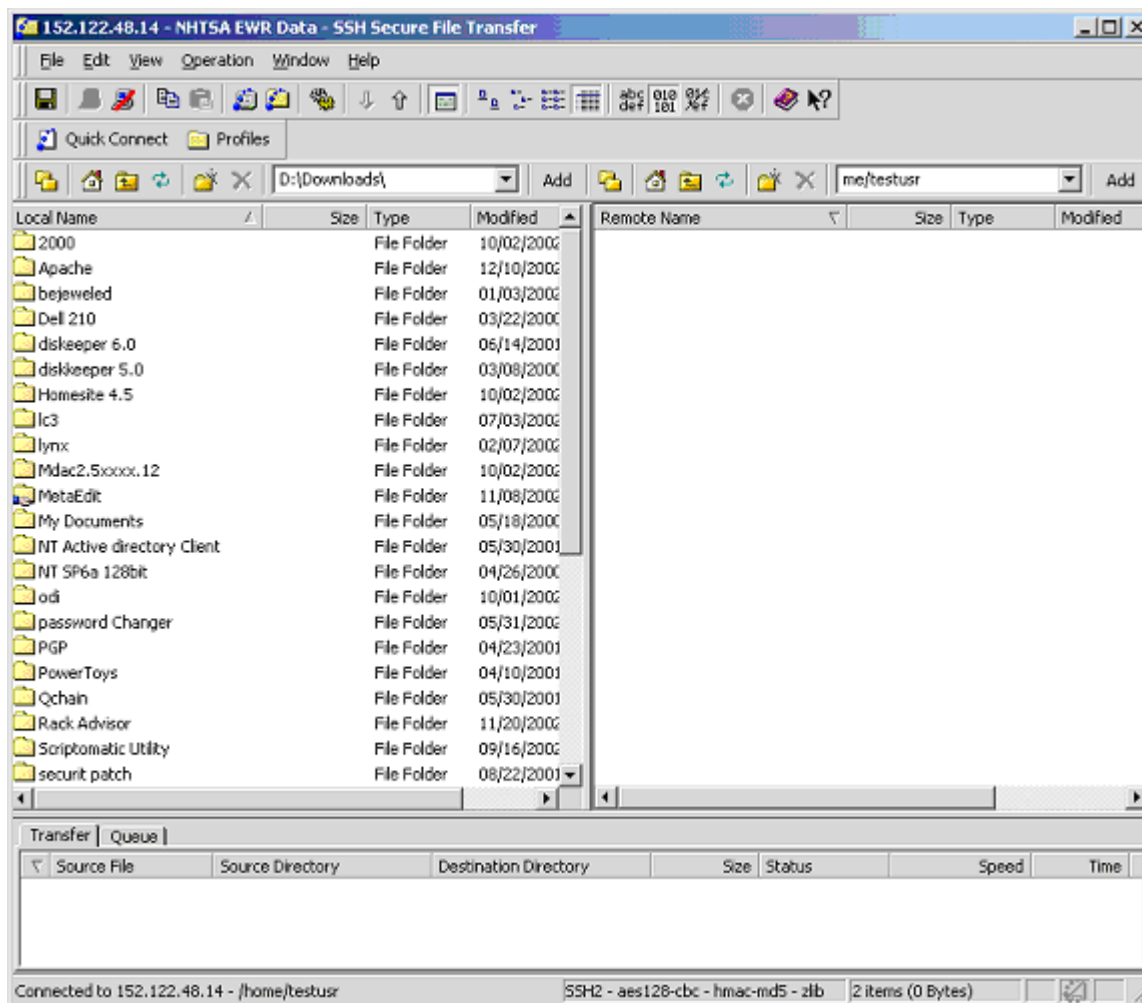 152.122.48.14 - NHTSA EWR Data - SSH Secure File Transfer
File Edit View Operation Window Help
abc def 010 101
Quick Connect Profiles
D:\Downloads\ Add me/testusr Add
Local Name Size Type Modified Remote Name Size Type Modified
2000 File Folder 10/02/2002
Apache File Folder 12/10/2002
bejeweled File Folder 01/03/2002
Dell 210 File Folder 03/22/2000
diskeeper 6.0 File Folder 06/14/2001
diskkeeper 5.0 File Folder 03/08/2000
Homesite 4.5 File Folder 10/02/2002
lc3 File Folder 07/03/2002
lynx File Folder 02/07/2002
Mdac2.5xxxx.12 File Folder 10/02/2002
MetaEdit File Folder 11/08/2002
My Documents File Folder 05/18/2000
NT Active directory Client File Folder 05/30/2001
NT SP6a 128bit File Folder 04/26/2000
odi File Folder 10/01/2002
password Changer File Folder 05/31/2002
PGP File Folder 04/23/2001
PowerToys File Folder 04/10/2001
Qchain File Folder 05/30/2001
Rack Advisor File Folder 11/20/2002
Scriptomatic Utility File Folder 09/16/2002
securit patch File Folder 08/22/2001
Transfer Queue
Source File Source Directory Destination Directory Size Status Speed Time
Connected to 152.122.48.14 - /home/testusr SSH2 - aes128-cbc - hmac-md5 - zlib 2 items (0 Bytes)